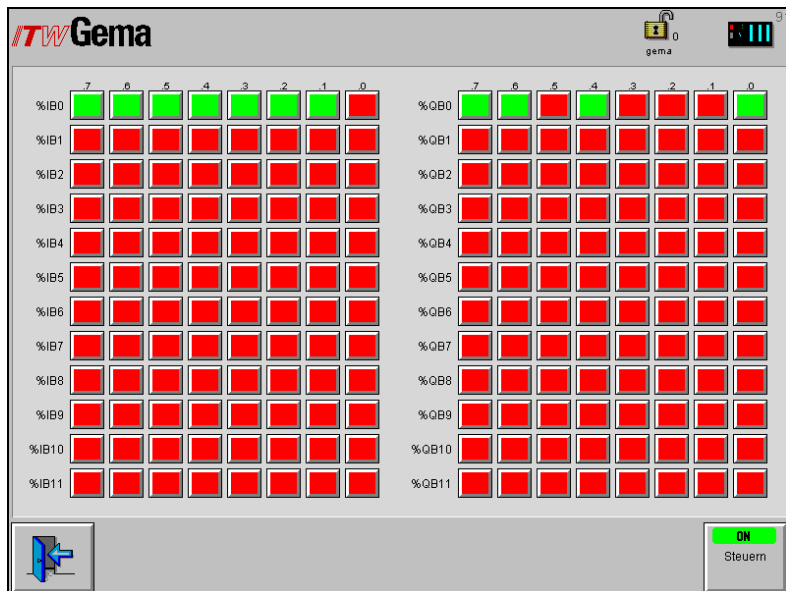 ITW Gema
0
gema
91
.7 .6 .5 .4 .3 .2 .1 .0
.7 .6 .5 .4 .3 .2 .1 .0
%IB0 %QB0
%IB1 %QB1
%IB2 %QB2
%IB3 %QB3
%IB4 %QB4
%IB5 %QB5
%IB6 %QB6
%IB7 %QB7
%IB8 %QB8
%IB9 %QB9
%IB10 %QB10
%IB11 %QB11
ON
Steuern